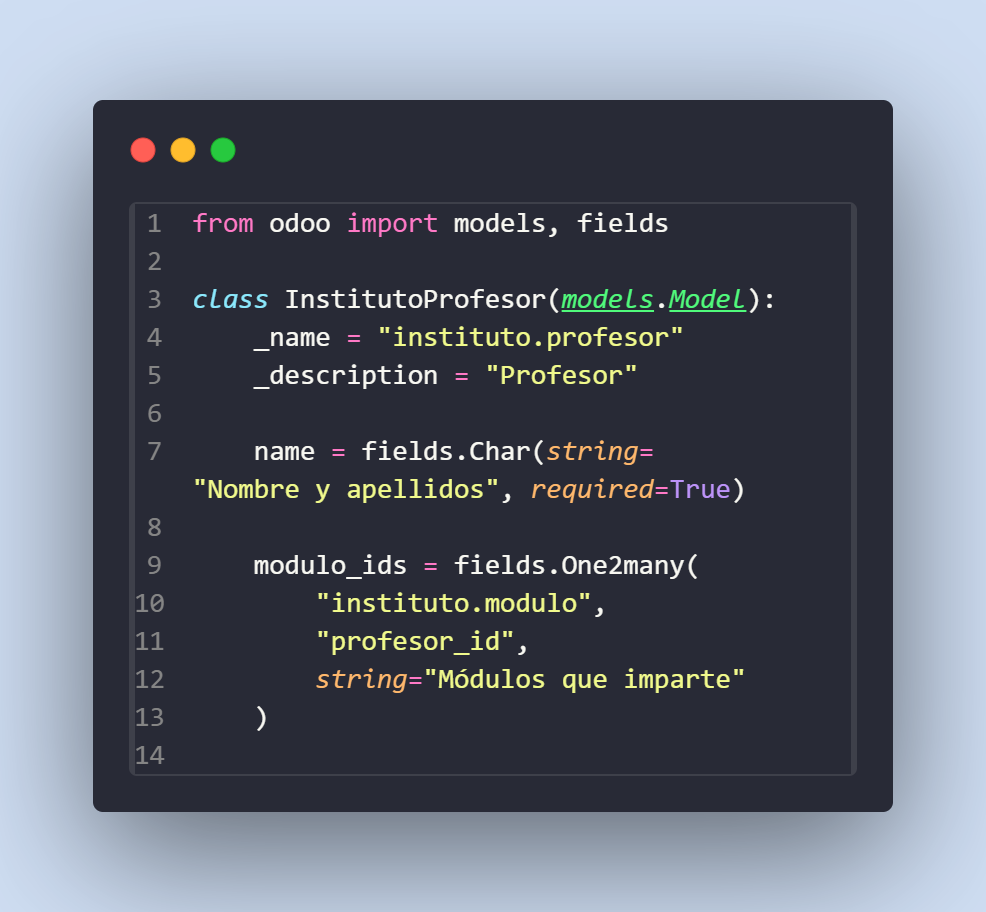 1 from odoo import models, fields
2
3 class InstitutoProfesor(models.Model):
4     _name = "instituto.profesor"
5     _description = "Profesor"
6
7     name = fields.Char(string=
"Nombre y apellidos", required=True)
8
9     modulo_ids = fields.One2many(
10         "instituto.modulo",
11         "profesor_id",
12         string="Módulos que imparte"
13     )
14